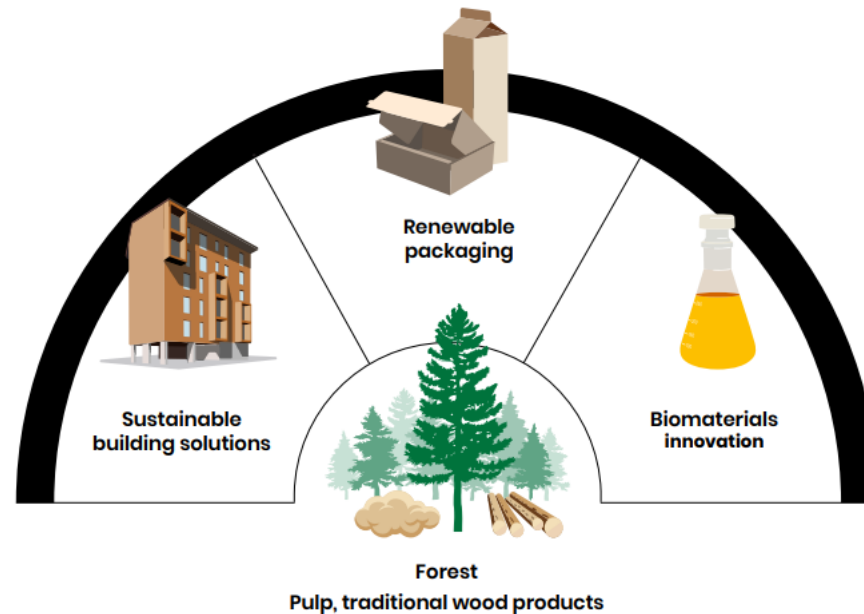 Renewable
packaging
Sustainable
building solutions
Biomaterials
innovation
Forest
Pulp, traditional wood products